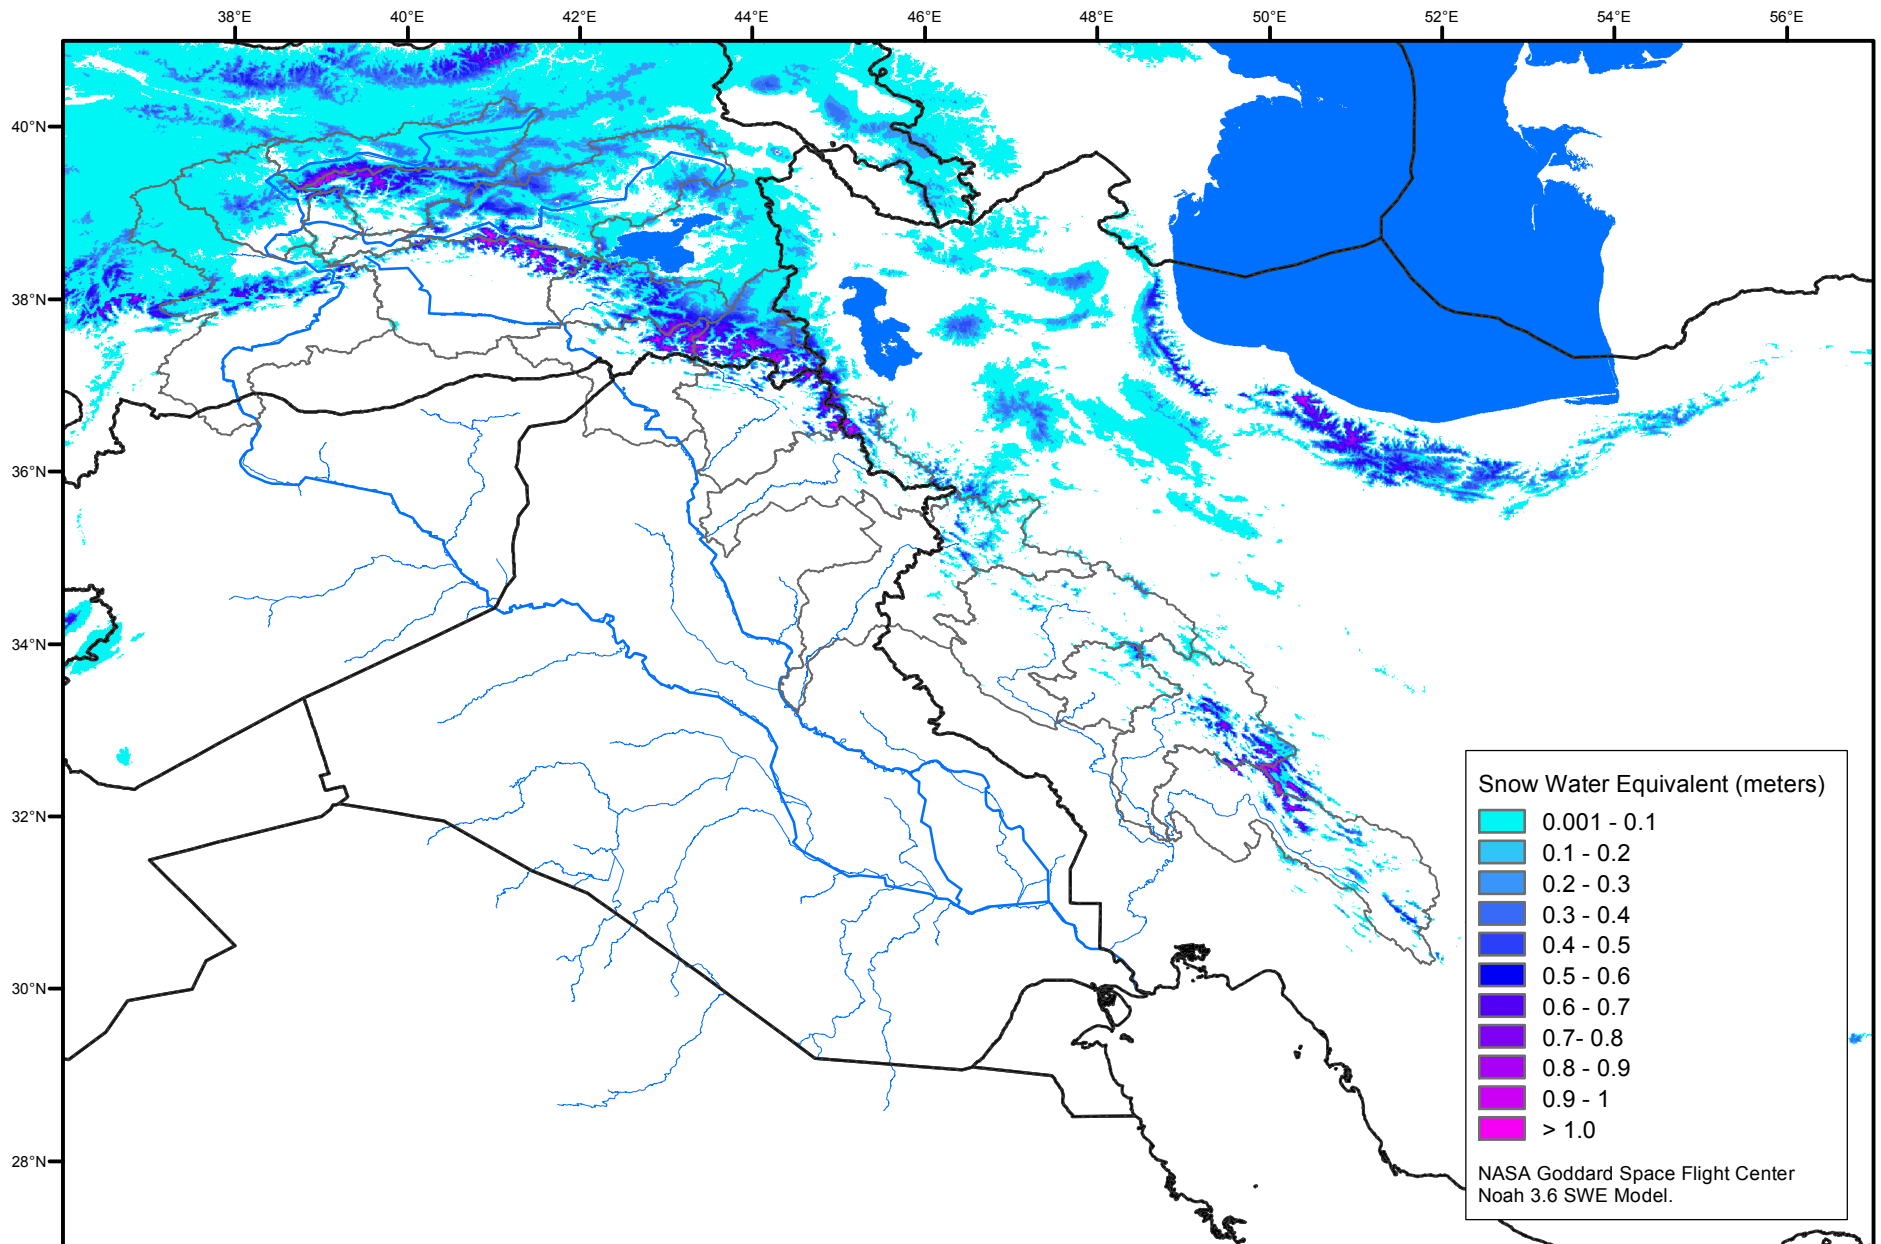 38°E 40°E 42°E 44°E 46°E 48°E 50°E 52°E 54°E 56°E
40°N
38°N
36°N
34°N
32°N
30°N
28°N
Snow Water Equivalent (meters)
0.001 - 0.1
0.1 - 0.2
0.2 - 0.3
0.3 - 0.4
0.4 - 0.5
0.5 - 0.6
0.6 - 0.7
0.7- 0.8
0.8 - 0.9
0.9 - 1
> 1.0
NASA Goddard Space Flight Center
Noah 3.6 SWE Model.